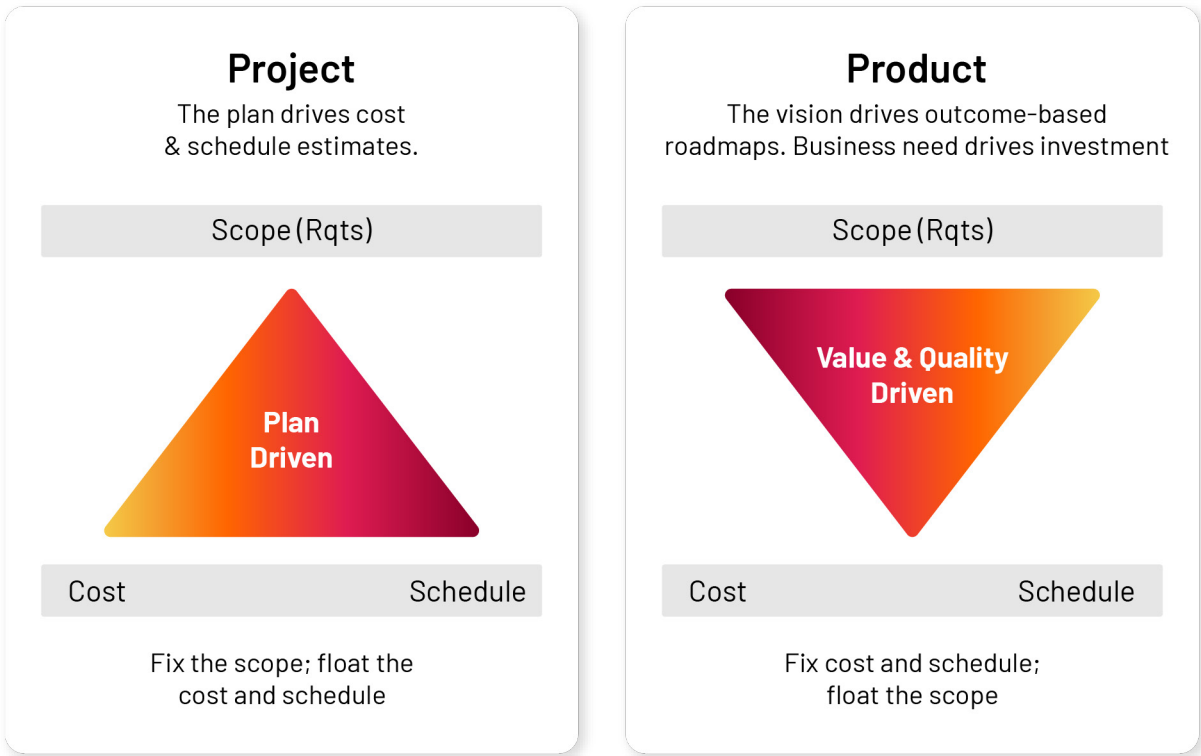 Project
The plan drives cost
& schedule estimates.
Scope (Rqts)
Plan
Driven
Cost
Schedule
Fix the scope; float the
cost and schedule
Product
The vision drives outcome-based
roadmaps. Business need drives investment
Scope (Rqts)
Value & Quality
Driven
Cost
Schedule
Fix cost and schedule;
float the scope